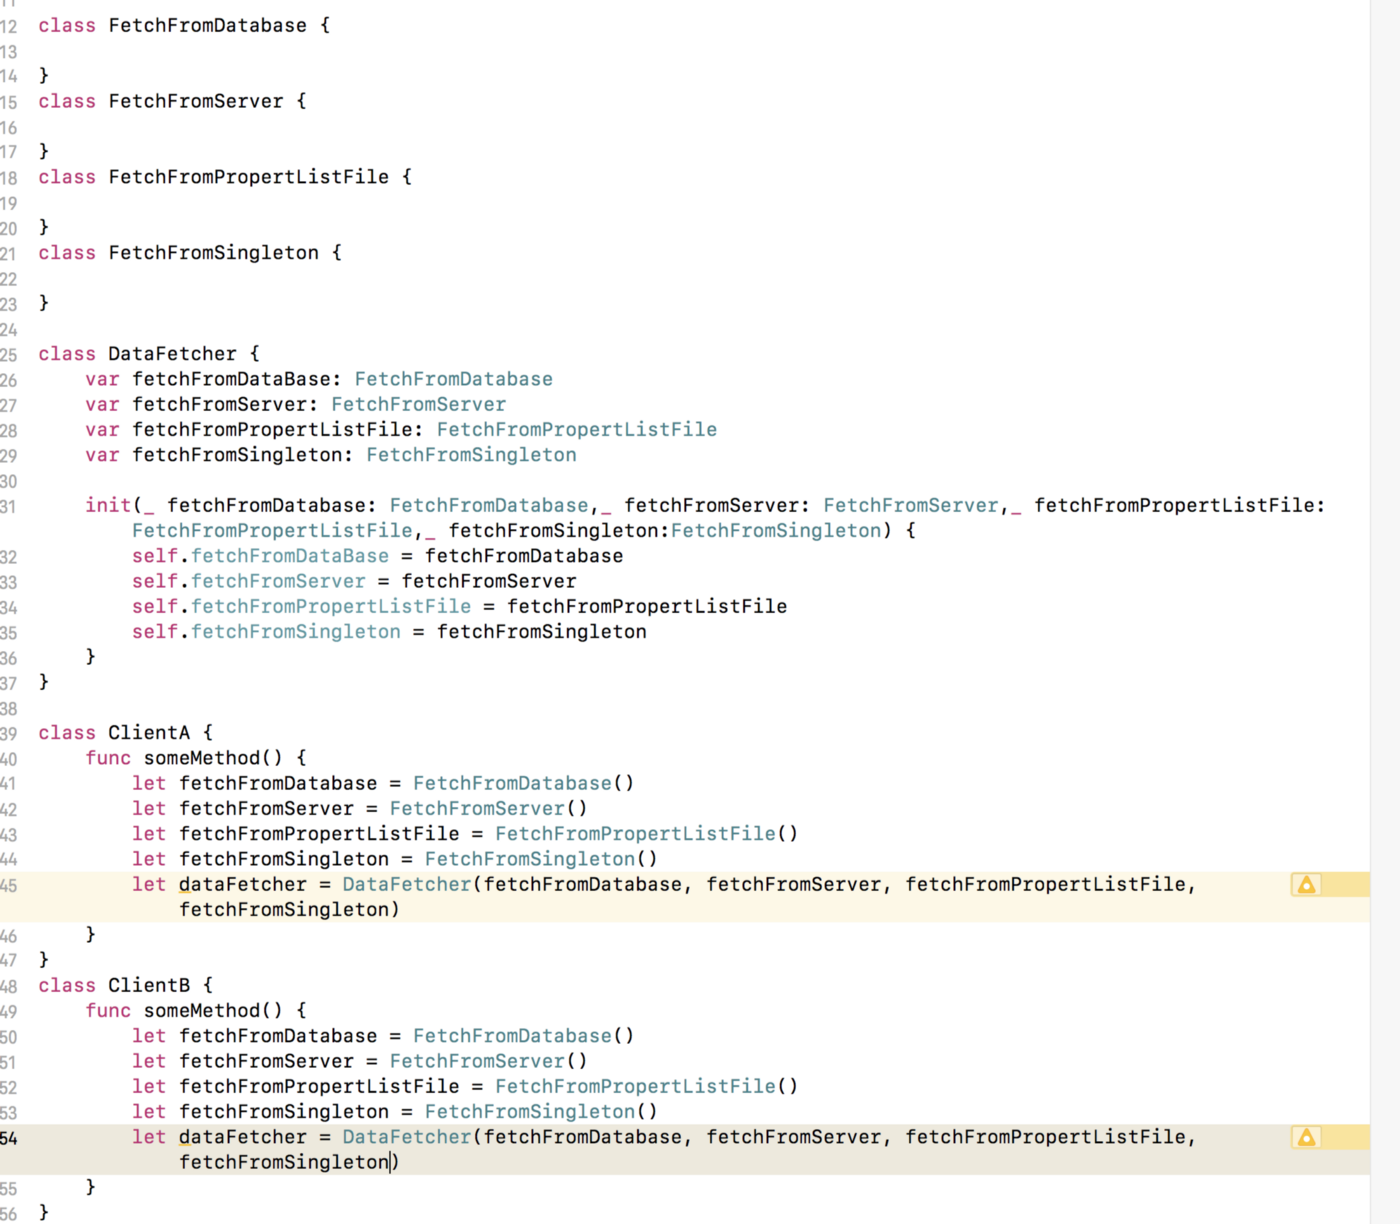 11
12 class FetchFromDatabase {
13
14 }
15 class FetchFromServer {
16
17 }
18 class FetchFromPropertListFile {
19
20 }
21 class FetchFromSingleton {
22
23 }
24
25 class DataFetcher {
26 var fetchFromDataBase: FetchFromDatabase
27 var fetchFromServer: FetchFromServer
28 var fetchFromPropertListFile: FetchFromPropertListFile
29 var fetchFromSingleton: FetchFromSingleton
30
31 init(_ fetchFromDatabase: FetchFromDatabase,_ fetchFromServer: FetchFromServer,_ fetchFromPropertListFile:
FetchFromPropertListFile,_ fetchFromSingleton:FetchFromSingleton) {
32 self.fetchFromDataBase = fetchFromDatabase
33 self.fetchFromServer = fetchFromServer
34 self.fetchFromPropertListFile = fetchFromPropertListFile
35 self.fetchFromSingleton = fetchFromSingleton
36 }
37 }
38
39 class ClientA {
40 func someMethod() {
41 let fetchFromDatabase = FetchFromDatabase()
42 let fetchFromServer = FetchFromServer()
43 let fetchFromPropertListFile = FetchFromPropertListFile()
44 let fetchFromSingleton = FetchFromSingleton()
45 let dataFetcher = DataFetcher(fetchFromDatabase, fetchFromServer, fetchFromPropertListFile,
fetchFromSingleton)
46 }
47 }
48 class ClientB {
49 func someMethod() {
50 let fetchFromDatabase = FetchFromDatabase()
51 let fetchFromServer = FetchFromServer()
52 let fetchFromPropertListFile = FetchFromPropertListFile()
53 let fetchFromSingleton = FetchFromSingleton()
54 let dataFetcher = DataFetcher(fetchFromDatabase, fetchFromServer, fetchFromPropertListFile,
fetchFromSingleton)
55 }
56 }